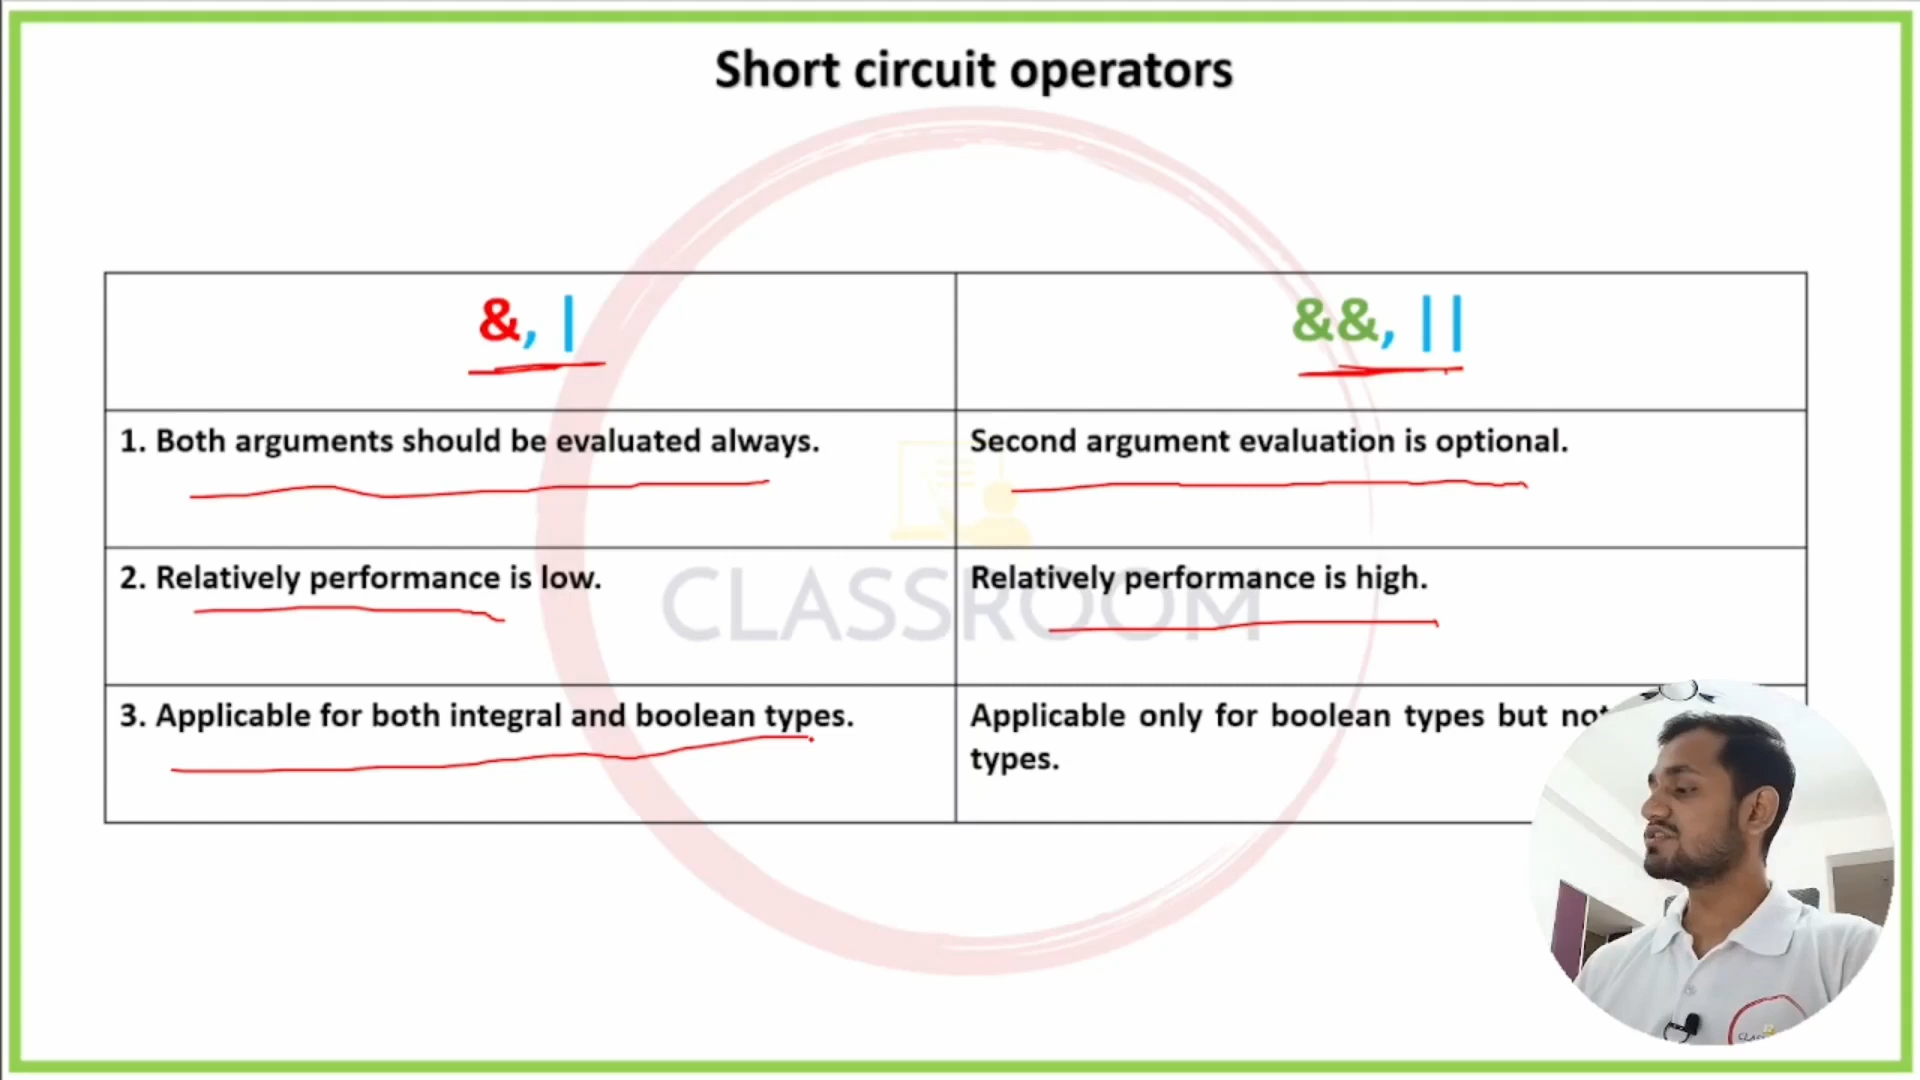 Short circuit operators
&, |
&&, ||
1. Both arguments should be evaluated always.
Second argument evaluation is optional.
2. Relatively performance is low.
Relatively performance is high.
3. Applicable for both integral and boolean types.
Applicable only for boolean types but not
types.
CLASSROOM